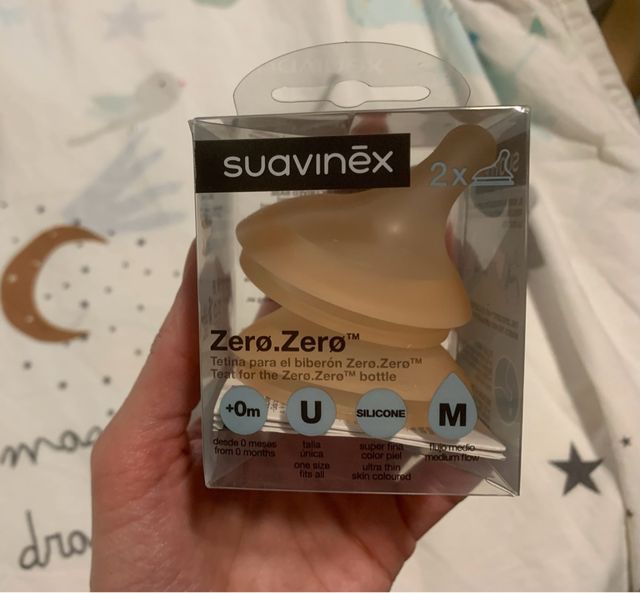 suavinēx
2x
Zerø.Zerø™
Tetina para el biberón Zerø.Zerø™
Teat for the Zerø.Zerø™ bottle
+0m
U
SILICONE
M
desde 0 meses
from 0 months
talla
única
one size
fits all
super fina
color piel
ultra thin
skin coloured
flujo medio
medium flow